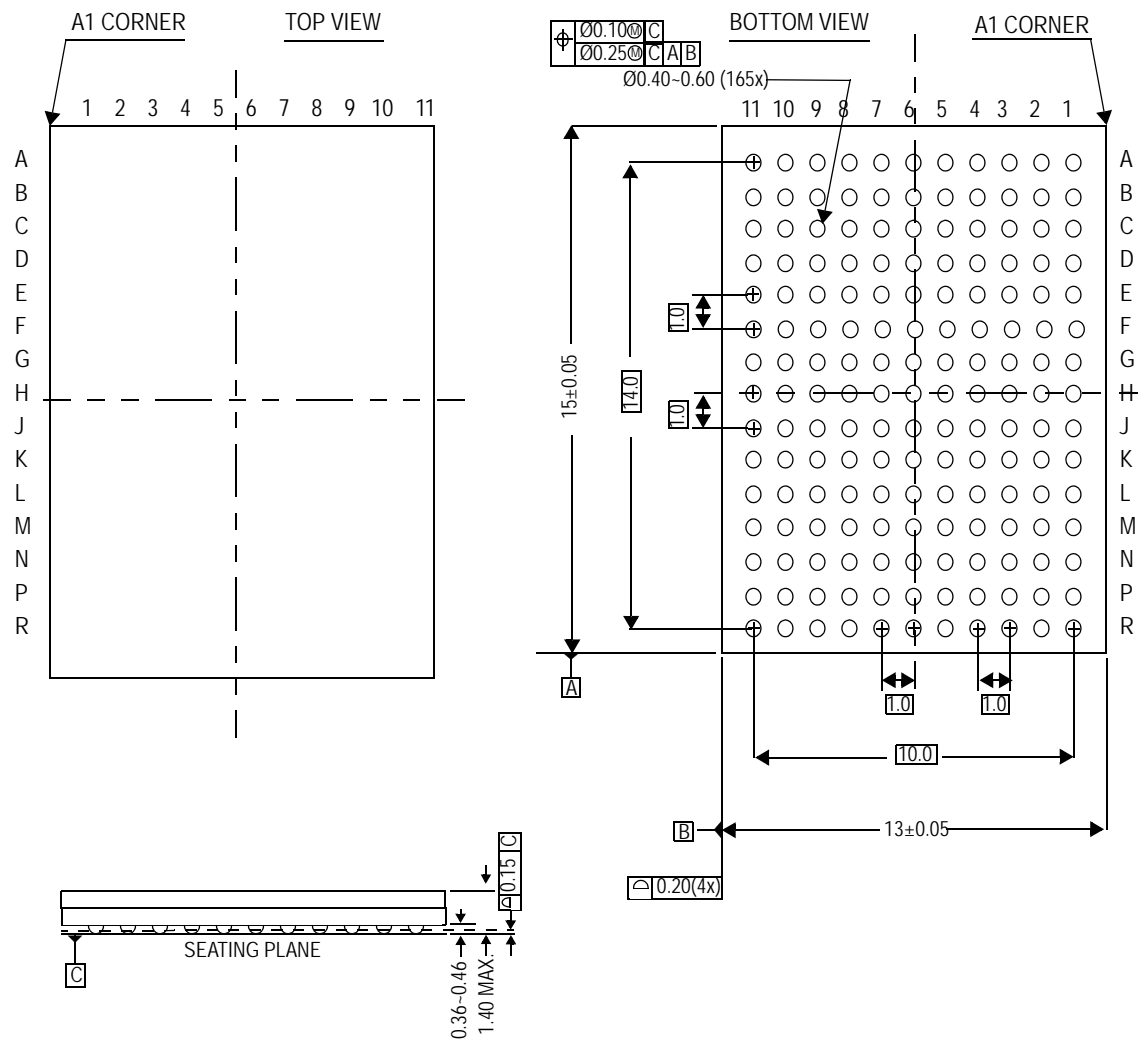 A1 CORNER
TOP VIEW
1 2 3 4 5 6 7 8 9 10 11
A
B
C
D
E
F
G
H
J
K
L
M
N
P
R
Ø0.10Ⓜ C
Ø0.25Ⓜ C A B
BOTTOM VIEW
A1 CORNER
Ø0.40~0.60 (165x)
11 10 9 8 7 6 5 4 3 2 1
A
B
C
D
E
F
G
H
J
K
L
M
N
P
R
1.0
15±0.05
14.0
1.0
A
1.0
1.0
10.0
B
13±0.05
0.20(4x)
0.15 C
SEATING PLANE
C
0.36~0.46
1.40 MAX.